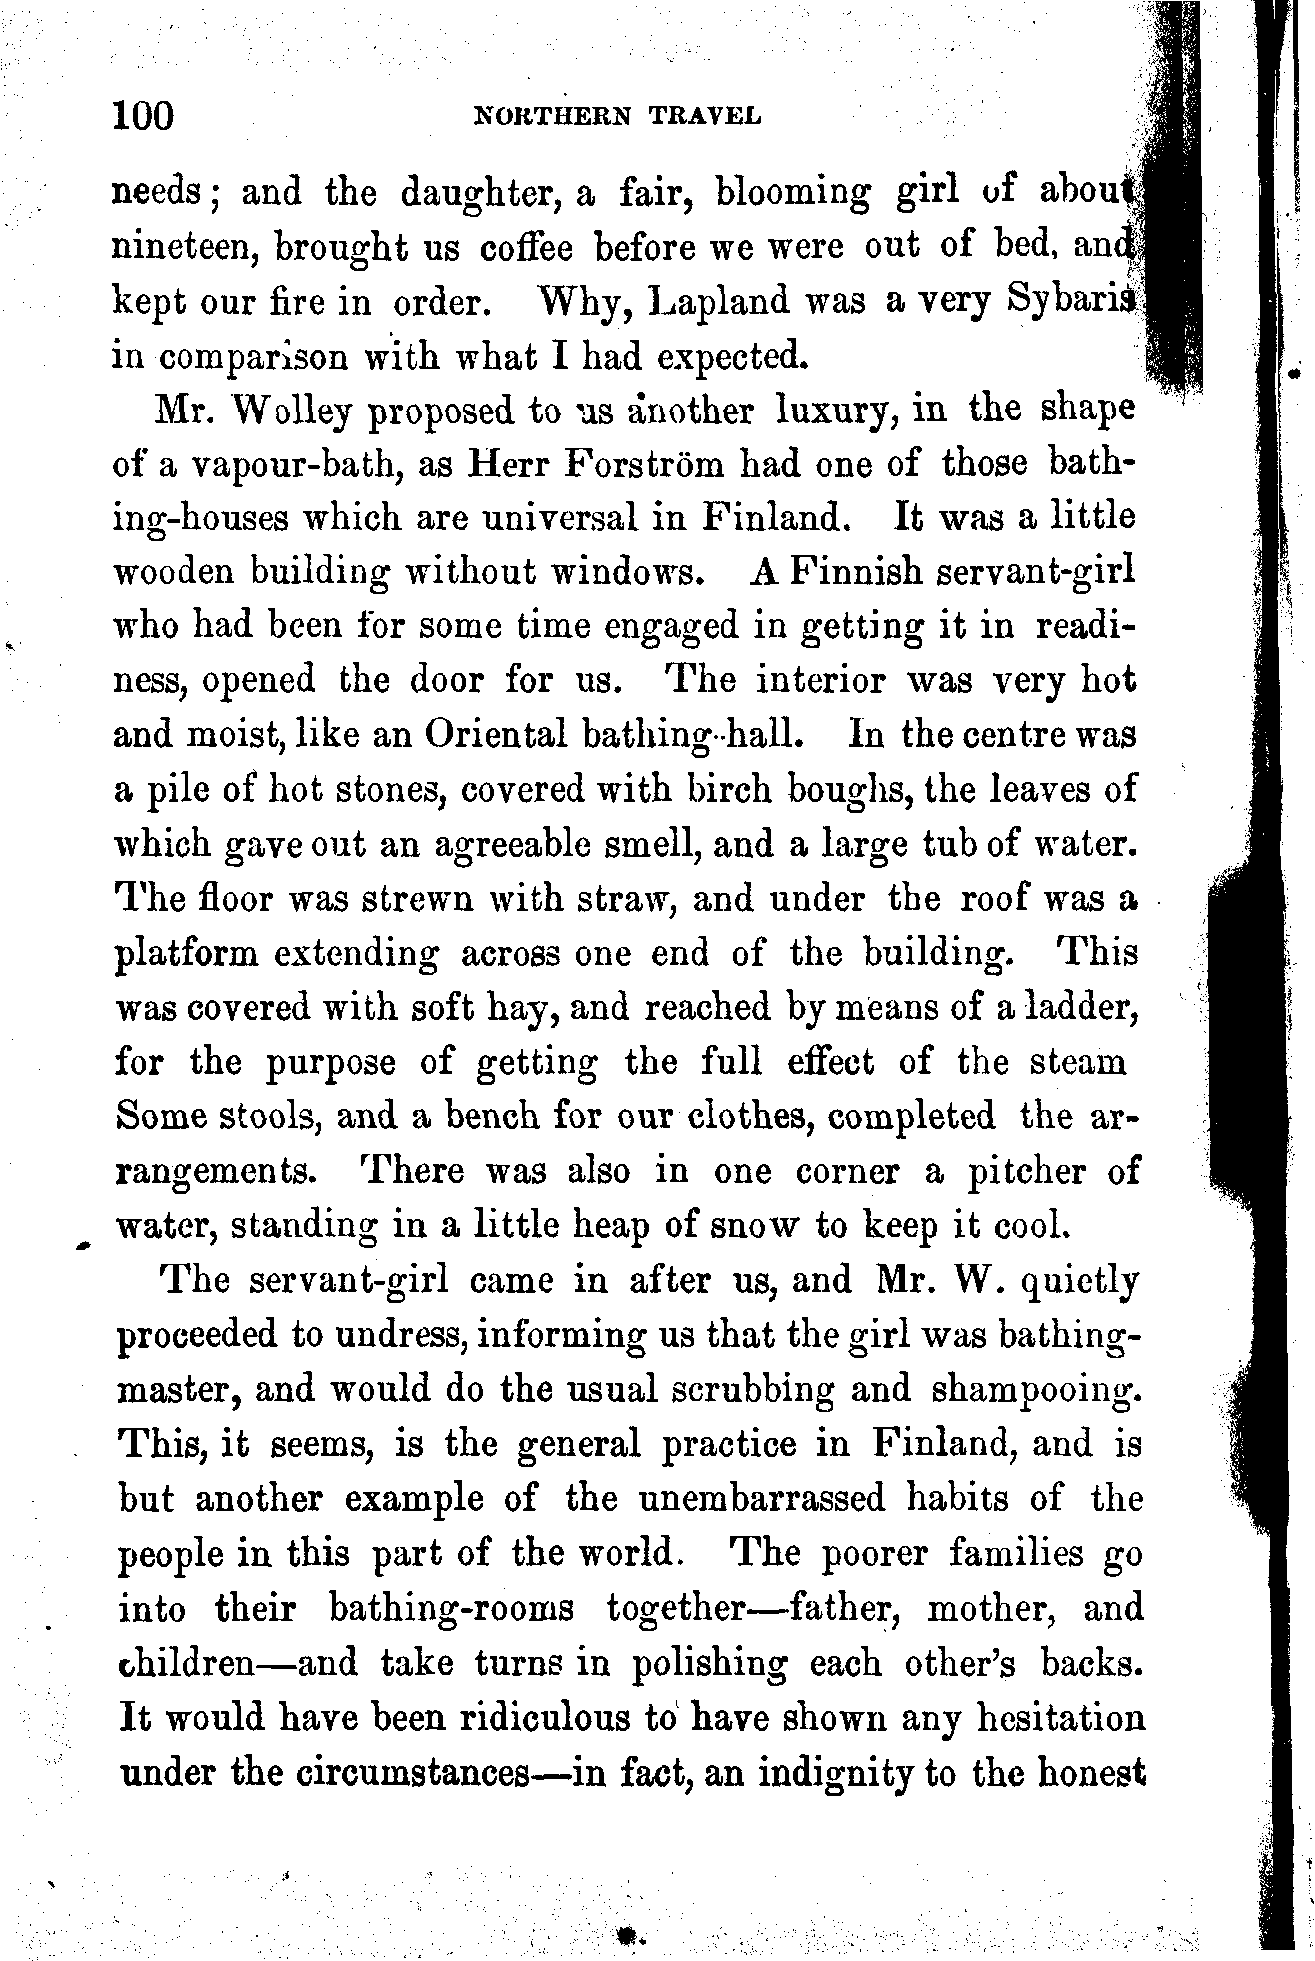 100 NORTHERN TRAVEL
needs; and the daughter, a fair, blooming girl of about
nineteen, brought us coffee before we were out of bed, and
kept our fire in order. Why, Lapland was a very Sybaris
in comparison with what I had expected.
Mr. Wolley proposed to us another luxury, in the shape
of a vapour-bath, as Herr Forström had one of those bath-
ing-houses which are universal in Finland. It was a little
wooden building without windows. A Finnish servant-girl
who had been for some time engaged in getting it in readi-
ness, opened the door for us. The interior was very hot
and moist, like an Oriental bathing-hall. In the centre was
a pile of hot stones, covered with birch boughs, the leaves of
which gave out an agreeable smell, and a large tub of water.
The floor was strewn with straw, and under the roof was a
platform extending across one end of the building. This
was covered with soft hay, and reached by means of a ladder,
for the purpose of getting the full effect of the steam
Some stools, and a bench for our clothes, completed the ar-
rangements. There was also in one corner a pitcher of
water, standing in a little heap of snow to keep it cool.
The servant-girl came in after us, and Mr. W. quietly
proceeded to undress, informing us that the girl was bathing-
master, and would do the usual scrubbing and shampooing.
This, it seems, is the general practice in Finland, and is
but another example of the unembarrassed habits of the
people in this part of the world. The poorer families go
into their bathing-rooms together—father, mother, and
children—and take turns in polishing each other's backs.
It would have been ridiculous to have shown any hesitation
under the circumstances—in fact, an indignity to the honest